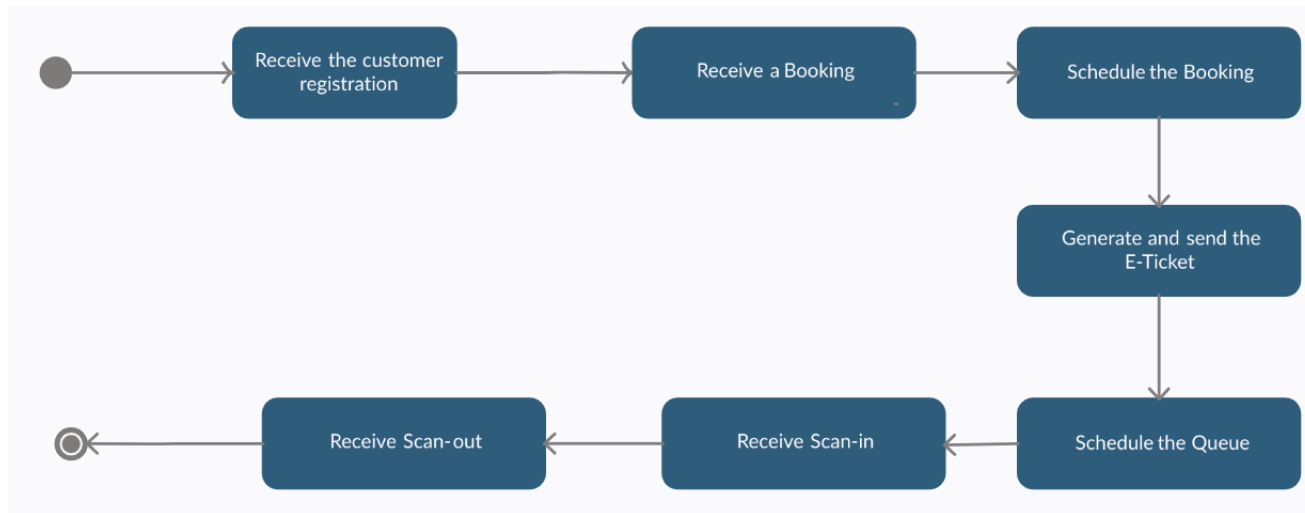 Receive the customer
registration
Receive a Booking
Schedule the Booking
Generate and send the
E-Ticket
Schedule the Queue
Receive Scan-in
Receive Scan-out